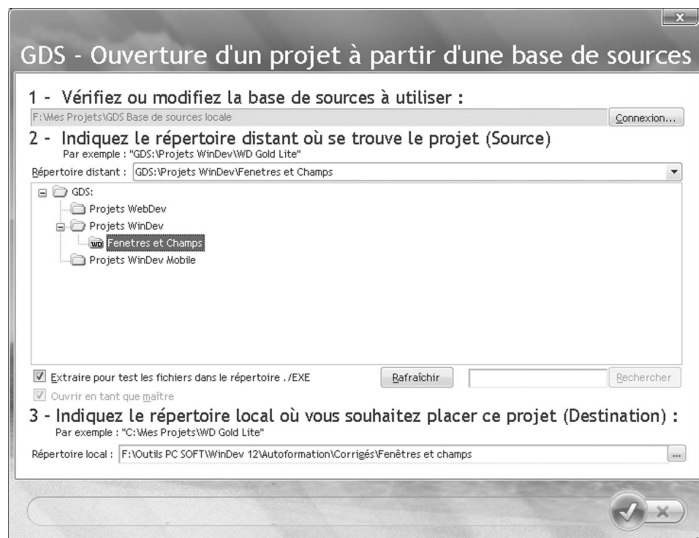 GDS - Ouverture d'un projet à partir d'une base de sources
1 - Vérifiez ou modifiez la base de sources à utiliser :
F:\Mes Projets\GDS Base de sources locale
Connexion...
2 - Indiquez le répertoire distant où se trouve le projet (Source)
Par exemple : "GDS:\Projets WinDev\WD Gold Lite"
Répertoire distant : GDS:\Projets WinDev\Fenetres et Champs
GDS:
Projets WebDev
Projets WinDev
WD Fenetres et Champs
Projets WinDev Mobile
Extraire pour test les fichiers dans le répertoire ./EXE
Rafraîchir
Rechercher
Ouvrir en tant que maître
3 - Indiquez le répertoire local où vous souhaitez placer ce projet (Destination) :
Par exemple : "C:\Mes Projets\WD Gold Lite"
Répertoire local : F:\Outils PC SOFT\WinDev 12\Autoformation\Corrigés\Fenêtres et champs
...